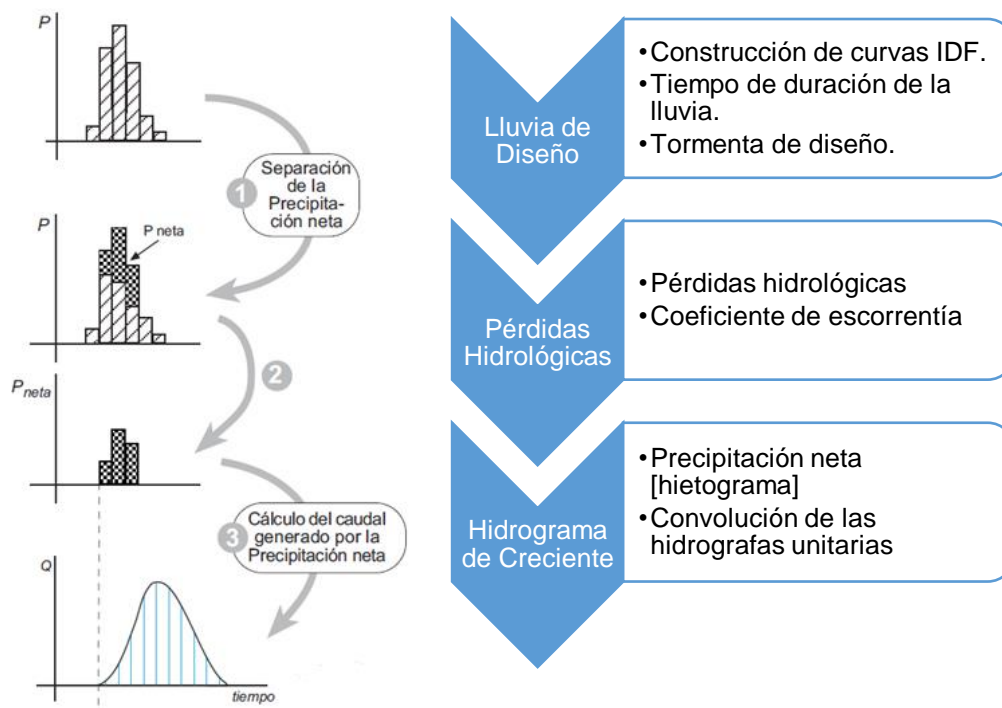 P
1
Separación
de la
Precipita-
ción neta
P
P neta
2
P neta
3
Cálculo del caudal
generado por la
Precipitación neta
Q
tiempo
Lluvia de
Diseño
•Construcción de curvas IDF.
•Tiempo de duración de la
lluvia.
•Tormenta de diseño.
Pérdidas
Hidrológicas
•Pérdidas hidrológicas
•Coeficiente de escorrentía
Hidrograma
de Creciente
•Precipitación neta
[hietograma]
•Convolución de las
hidrografas unitarias